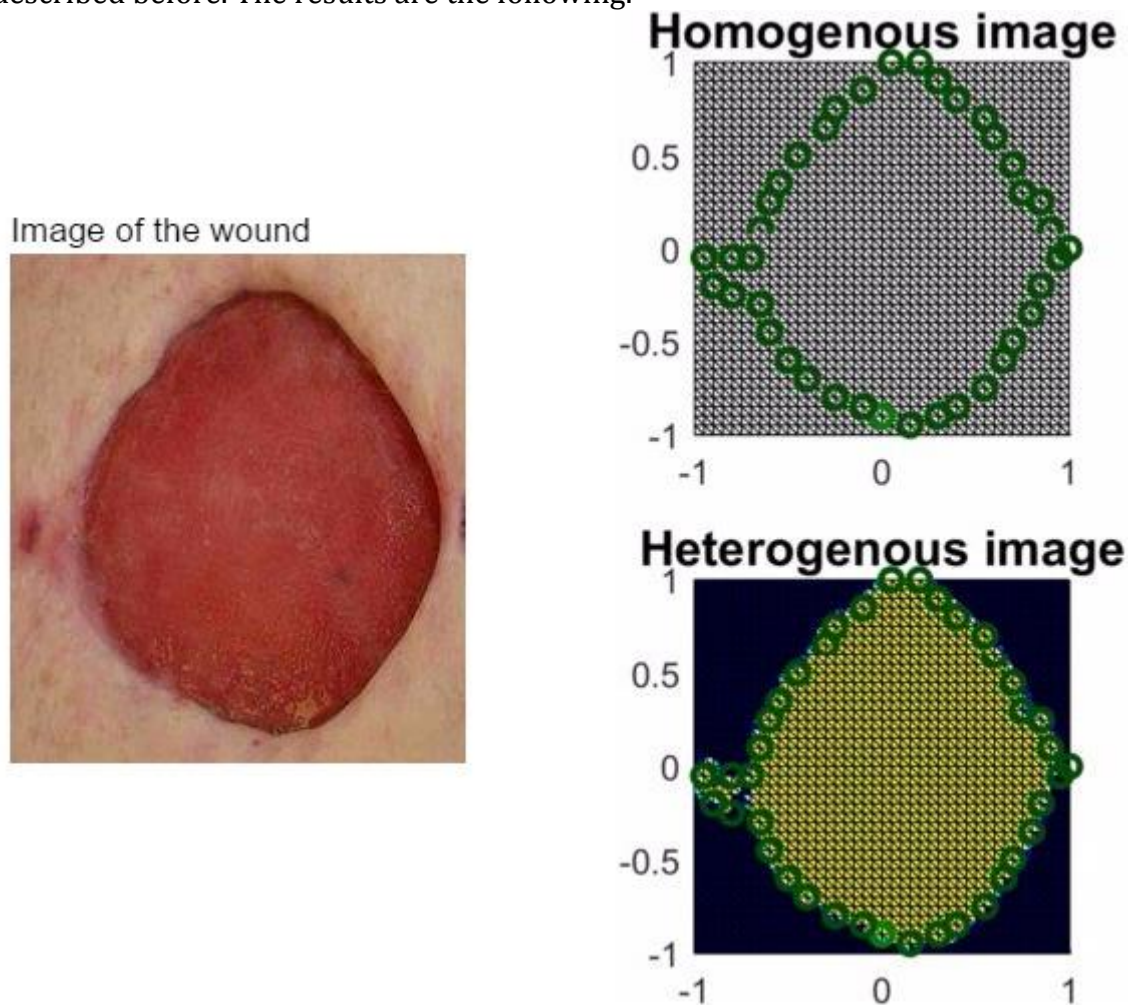 described before. The results are the following:
Homogenous image
1
0.5
0
-0.5
-1
-1 0 1
Image of the wound
Heterogenous image
1
0.5
0
-0.5
-1
-1 0 1